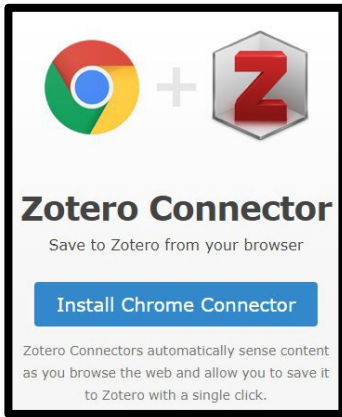 Z
Zotero Connector
Save to Zotero from your browser
Install Chrome Connector
Zotero Connectors automatically sense content
as you browse the web and allow you to save it
to Zotero with a single click.